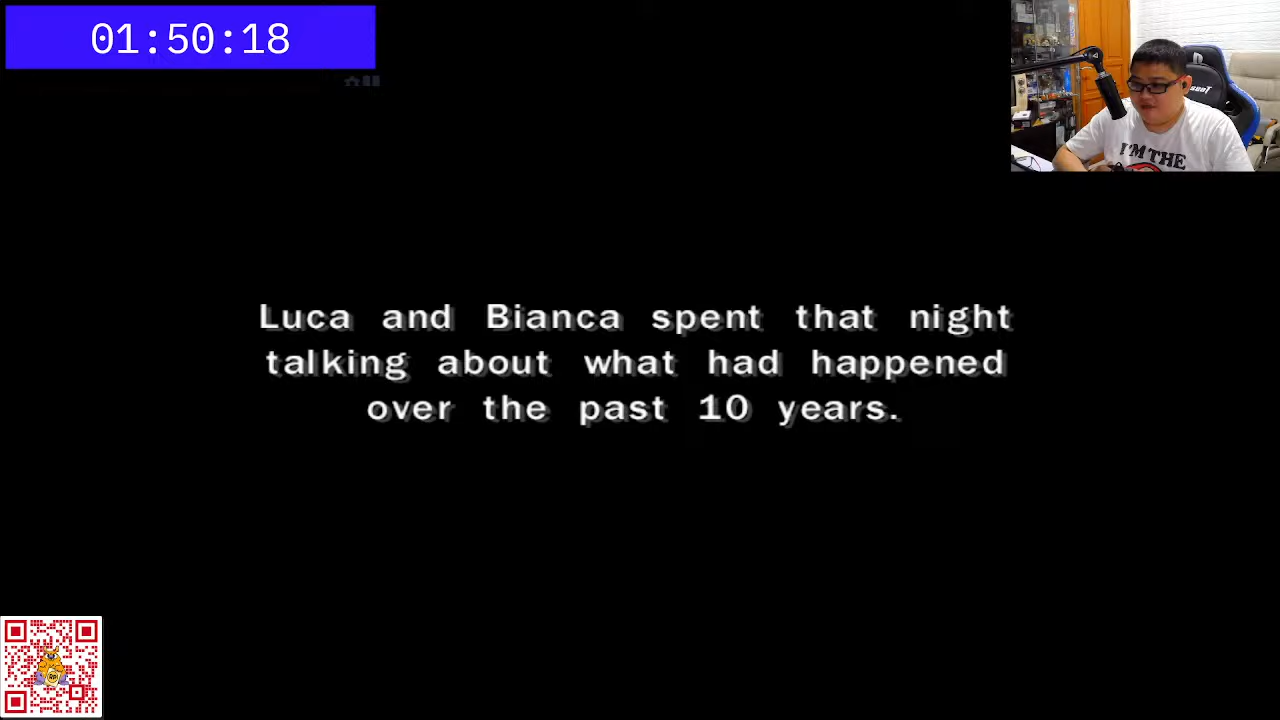 01:50:18
I'M THE
Luca and Bianca spent that night
talking about what had happened
over the past 10 years.